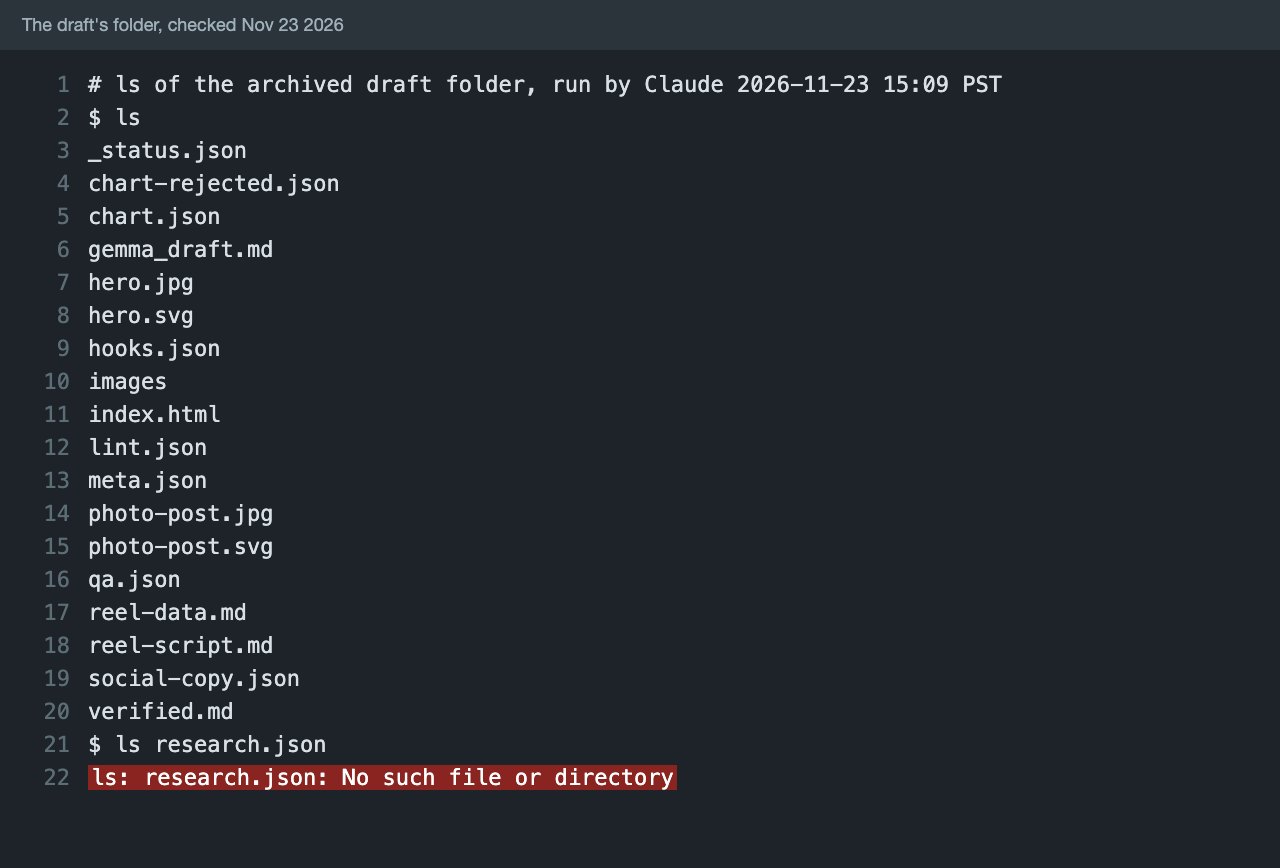 The draft's folder, checked Nov 23 2026
1 # ls of the archived draft folder, run by Claude 2026-11-23 15:09 PST
2 $ ls
3 _status.json
4 chart-rejected.json
5 chart.json
6 gemma_draft.md
7 hero.jpg
8 hero.svg
9 hooks.json
10 images
11 index.html
12 lint.json
13 meta.json
14 photo-post.jpg
15 photo-post.svg
16 qa.json
17 reel-data.md
18 reel-script.md
19 social-copy.json
20 verified.md
21 $ ls research.json
22 ls: research.json: No such file or directory